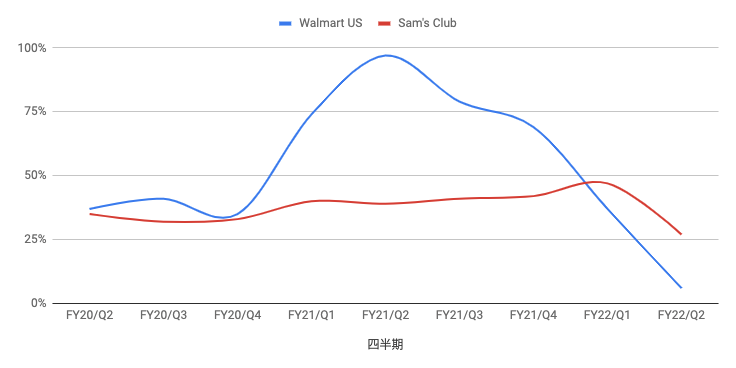 Walmart US Sam's Club
100%
75%
50%
25%
0%
FY20/Q2 FY20/Q3 FY20/Q4 FY21/Q1 FY21/Q2 FY21/Q3 FY21/Q4 FY22/Q1 FY22/Q2
四半期